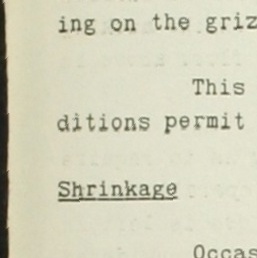 ing on the griz
This
ditions permit
Shrinkage
Occas